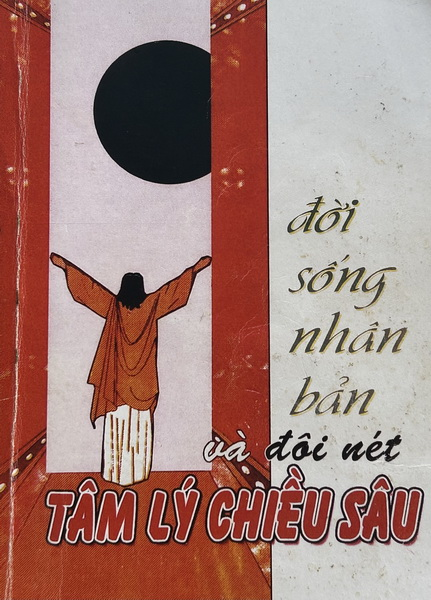 đời
sống
nhân
bản
và đôi nét
TÂM LÝ CHIỀU SÂU